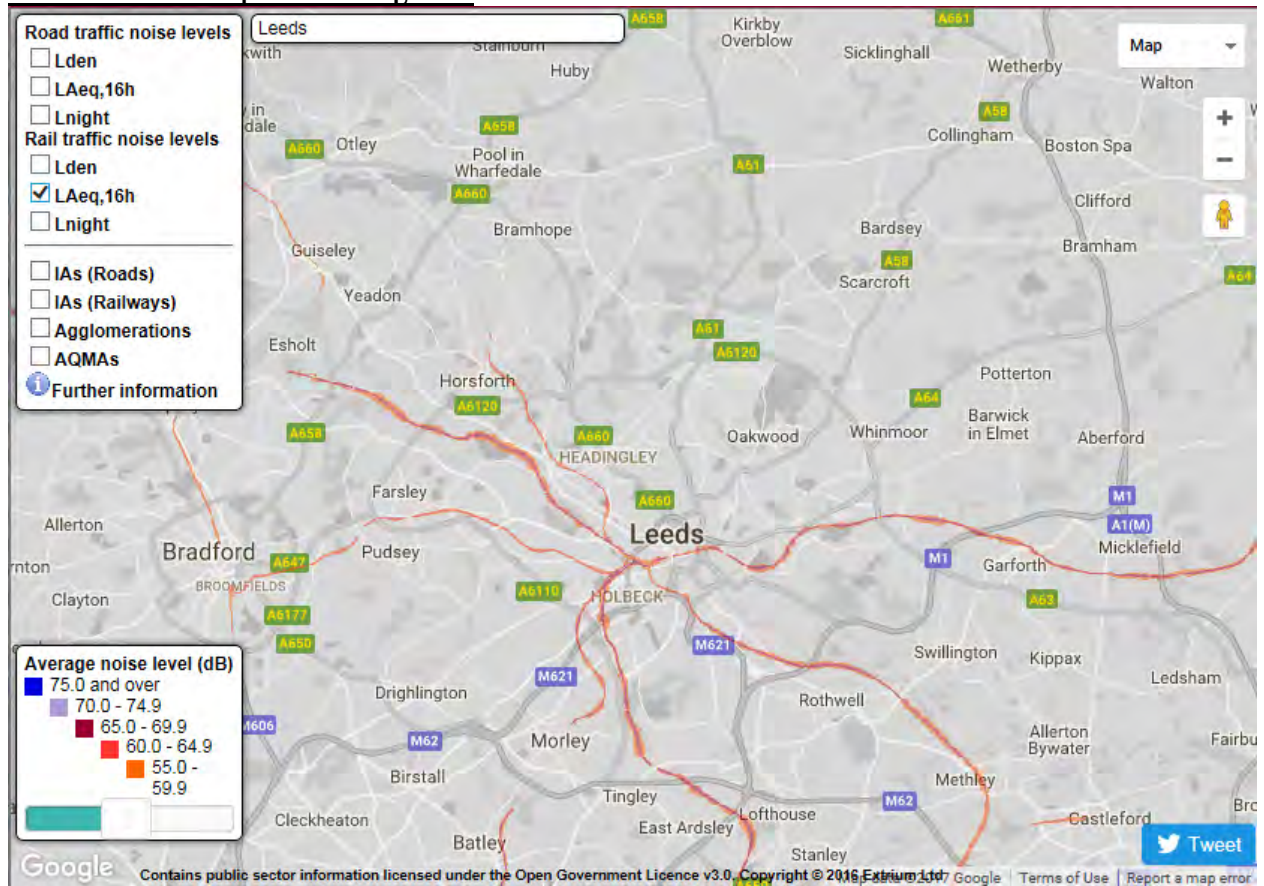 Road traffic noise levels
Lden
LAeq,16h
Lnight
Rail traffic noise levels
Lden
LAeq,16h
Lnight
IAs (Roads)
IAs (Railways)
Agglomerations
AQMAs
Further information
Leeds
Map
+
−
A658
Kirkby
Overblow
A661
Sicklinghall
Wetherby
Walton
Stainburn
Huby
A658
A58
Collingham
Boston Spa
A660
Otley
Pool in
Wharfedale
A61
A660
Clifford
Bramhope
Bardsey
Bramham
Guiseley
A58
Scarcroft
A64
Yeadon
A61
A6120
Esholt
Horsforth
Potterton
A6120
A64
Barwick
in Elmet
A658
A660
HEADINGLEY
Oakwood
Whinmoor
Aberford
Farsley
A660
M1
Allerton
Leeds
A1(M)
Bradford
Pudsey
Micklefield
A647
M1
Garforth
BROOMFIELDS
Clayton
A6110
HOLBECK
A63
A6177
A650
M621
Swillington
Kippax
Ledsham
M621
Drighlington
Rothwell
M606
M62
Morley
Allerton
Bywater
Birstall
Methley
Tingley
M62
Lofthouse
Castleford
Cleckheaton
East Ardsley
Batley
Stanley
Average noise level (dB)
75.0 and over
70.0 - 74.9
65.0 - 69.9
60.0 - 64.9
55.0 -
59.9
Tweet
Google
Contains public sector information licensed under the Open Government Licence v3.0, Copyright © 2016 Extrium Ltd
Google
Terms of Use
Report a map error